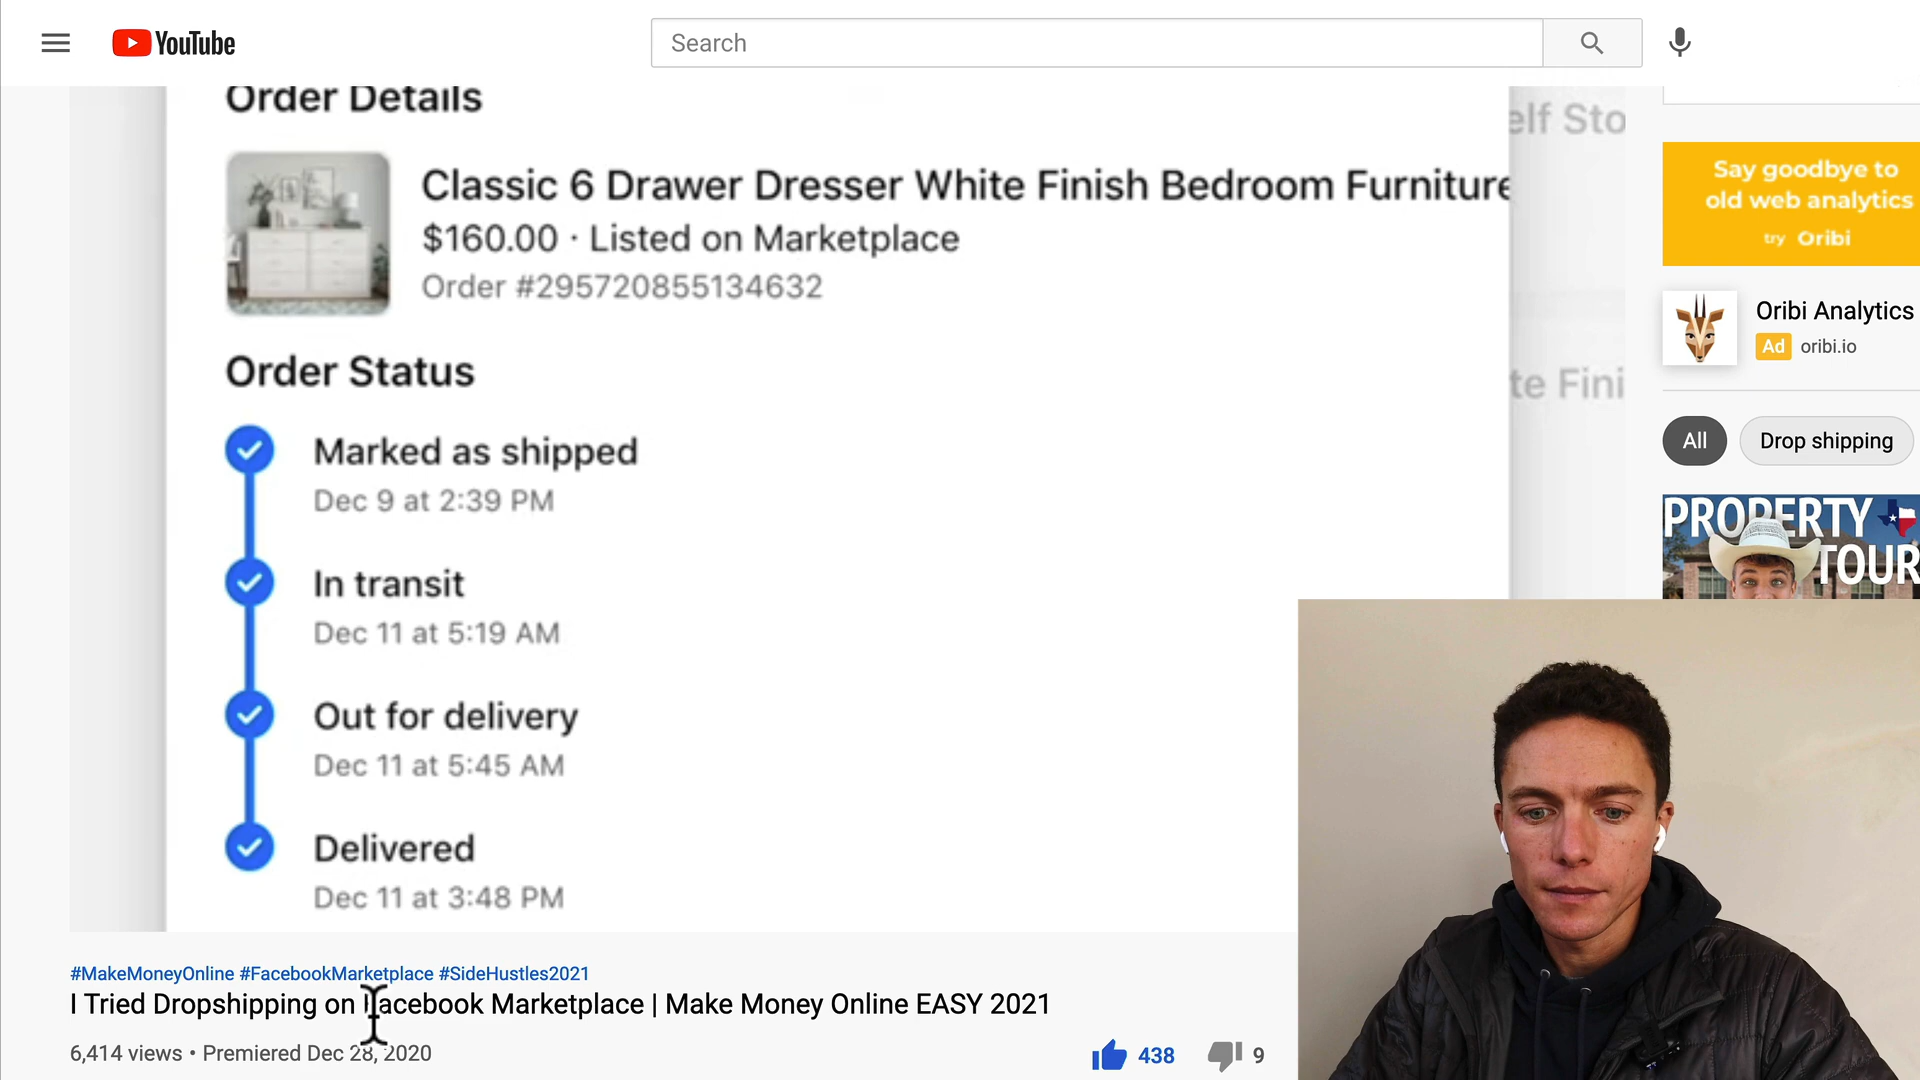 YouTube
Search
Order Details
Classic 6 Drawer Dresser White Finish Bedroom Furniture
$160.00 · Listed on Marketplace
Order #295720855134632
Order Status
Marked as shipped
Dec 9 at 2:39 PM
In transit
Dec 11 at 5:19 AM
Out for delivery
Dec 11 at 5:45 AM
Delivered
Dec 11 at 3:48 PM
elf Sto
te Fini
#MakeMoneyOnline #FacebookMarketplace #SideHustles2021
I Tried Dropshipping on Facebook Marketplace | Make Money Online EASY 2021
6,414 views • Premiered Dec 28, 2020
438
9
Say goodbye to
old web analytics
try Oribi
Oribi Analytics
Ad oribi.io
All
Drop shipping
PROPERTY
TOUR